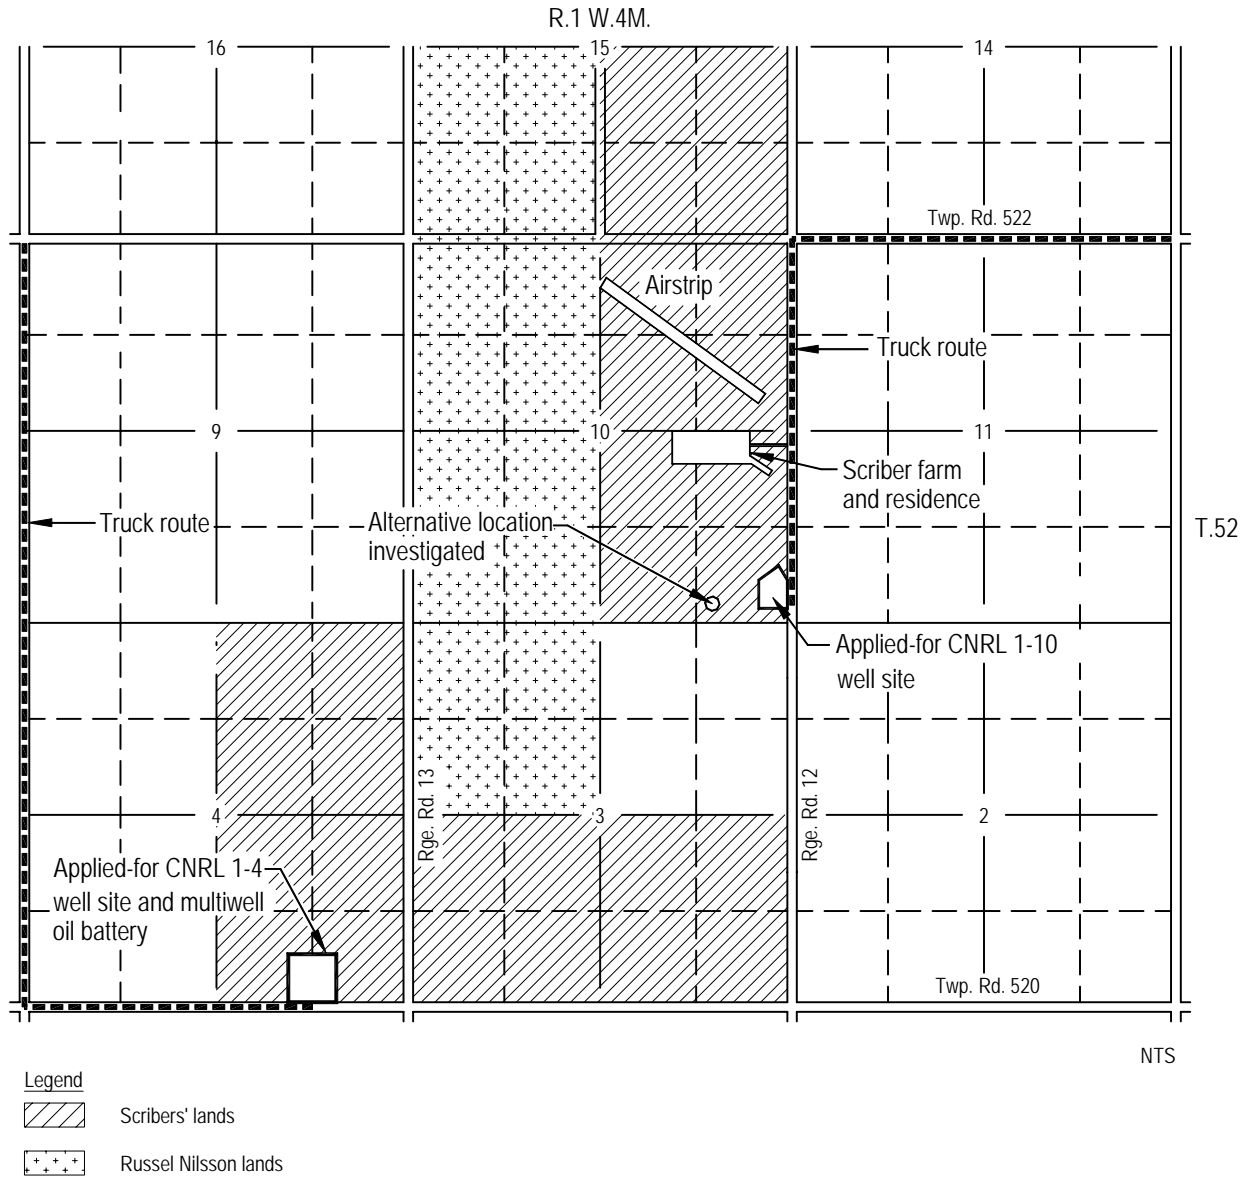 R.1 W.4M.
16
15
14
Twp. Rd. 522
Airstrip
Truck route
9
10
11
Scriber farm
and residence
Truck route
Alternative location
investigated
T.52
Applied-for CNRL 1-10
well site
Rge. Rd. 13
Rge. Rd. 12
4
3
2
Applied-for CNRL 1-4
well site and multiwell
oil battery
Twp. Rd. 520
NTS
Legend
Scribers' lands
Russel Nilsson lands